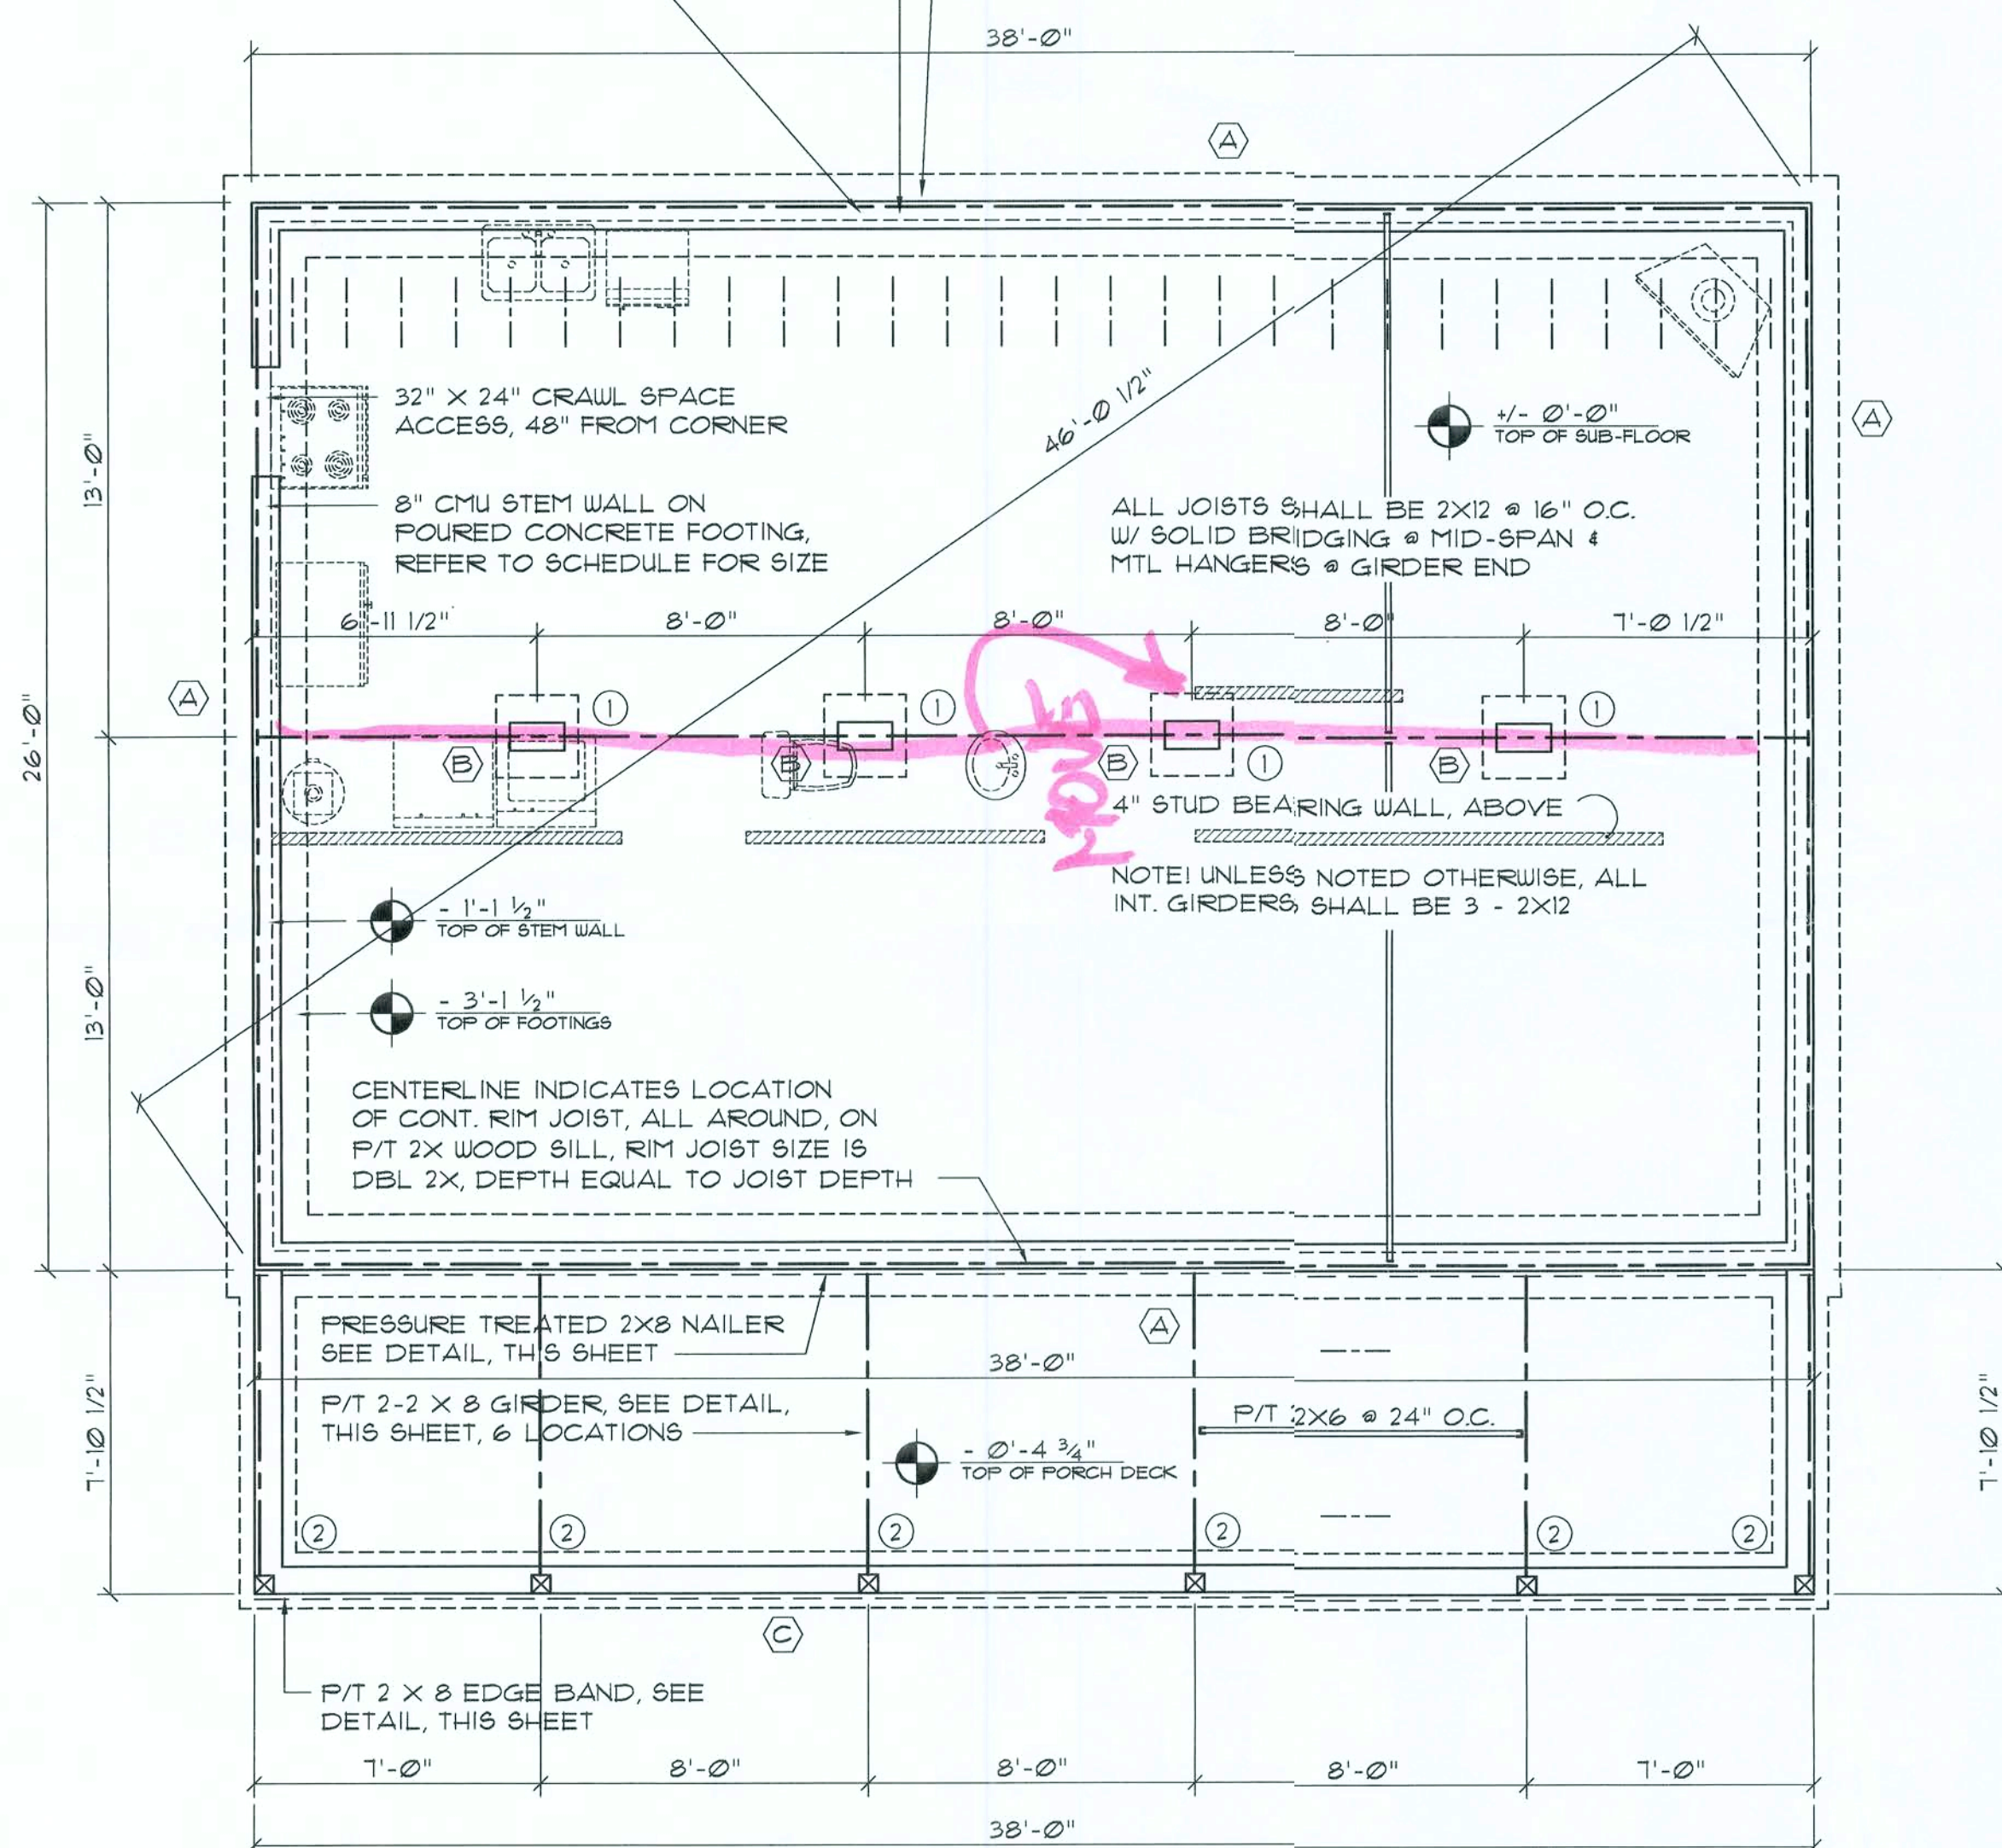 38'-0"
A
32" X 24" CRAWL SPACE
ACCESS, 48" FROM CORNER
46'-0 1/2"
+/- 0'-0"
TOP OF SUB-FLOOR
A
13'-0"
8" CMU STEM WALL ON
POURED CONCRETE FOOTING,
REFER TO SCHEDULE FOR SIZE
ALL JOISTS SHALL BE 2X12 @ 16" O.C.
W/ SOLID BRIDGING @ MID-SPAN &
MTL HANGERS @ GIRDER END
6'-11 1/2"
8'-0"
8'-0"
8'-0"
7'-0 1/2"
A
26'-0"
1
1
1
B
B
B
1
B
4" STUD BEARING WALL, ABOVE
NOTE! UNLESS NOTED OTHERWISE, ALL
INT. GIRDERS, SHALL BE 3 - 2X12
- 1'-1 1/2"
TOP OF STEM WALL
13'-0"
- 3'-1 1/2"
TOP OF FOOTINGS
CENTERLINE INDICATES LOCATION
OF CONT. RIM JOIST, ALL AROUND, ON
P/T 2X WOOD SILL, RIM JOIST SIZE IS
DBL 2X, DEPTH EQUAL TO JOIST DEPTH
PRESSURE TREATED 2X8 NAILER
SEE DETAIL, THIS SHEET
A
38'-0"
7'-10 1/2"
P/T 2-2 X 8 GIRDER, SEE DETAIL,
THIS SHEET, 6 LOCATIONS
P/T 2X6 @ 24" O.C.
7'-10 1/2"
- 0'-4 3/4"
TOP OF PORCH DECK
2
2
2
2
2
2
C
P/T 2 X 8 EDGE BAND, SEE
DETAIL, THIS SHEET
7'-0"
8'-0"
8'-0"
8'-0"
7'-0"
38'-0"